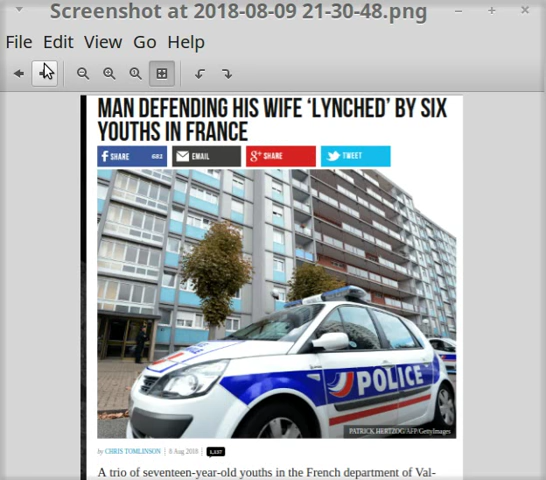 Screenshot at 2018-08-09 21-30-48.png
File Edit View Go Help
MAN DEFENDING HIS WIFE ‘LYNCHED’ BY SIX
YOUTHS IN FRANCE
f SHARE 681 EMAIL g+ SHARE TWEET
POLICE
PATRICK HERTZOG/AFP/GettyImages
by CHRIS TOMLINSON | 8 Aug 2018 |
A trio of seventeen-year-old youths in the French department of Val-